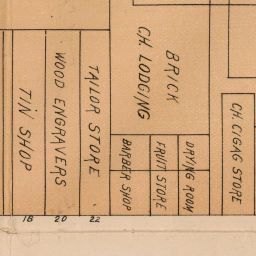 TIN SHOP
WOOD ENGRAVERS
TAILOR STORE
BRICK
CH. LODGING
BARBER SHOP
FRUIT STORE
DRYING ROOM
CH. CIGAG STORE
18 20 22